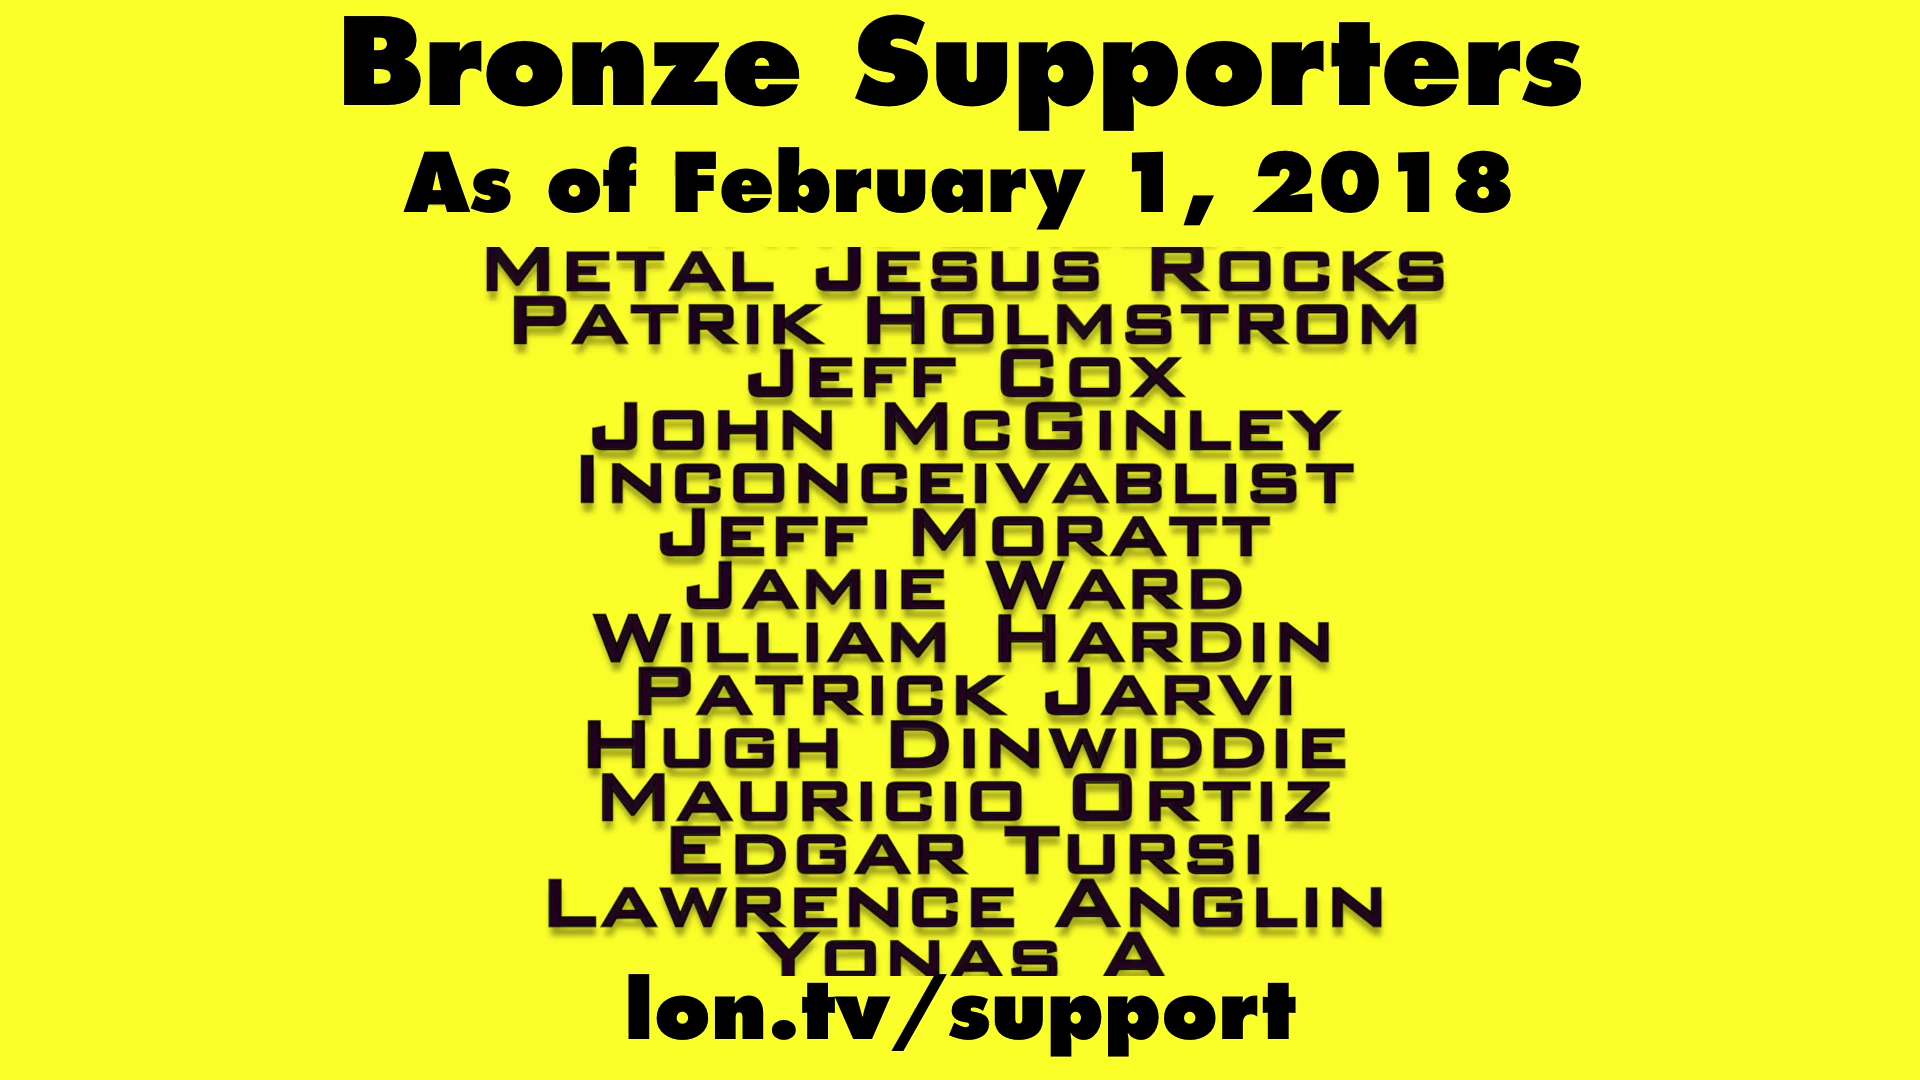 Bronze Supporters
As of February 1, 2018
Metal Jesus Rocks
Patrik Holmstrom
Jeff Cox
John McGinley
Inconceivablist
Jeff Moratt
Jamie Ward
William Hardin
Patrick Jarvi
Hugh Dinwiddie
Mauricio Ortiz
Edgar Tursi
Lawrence Anglin
Yonas A
lon.tv/support